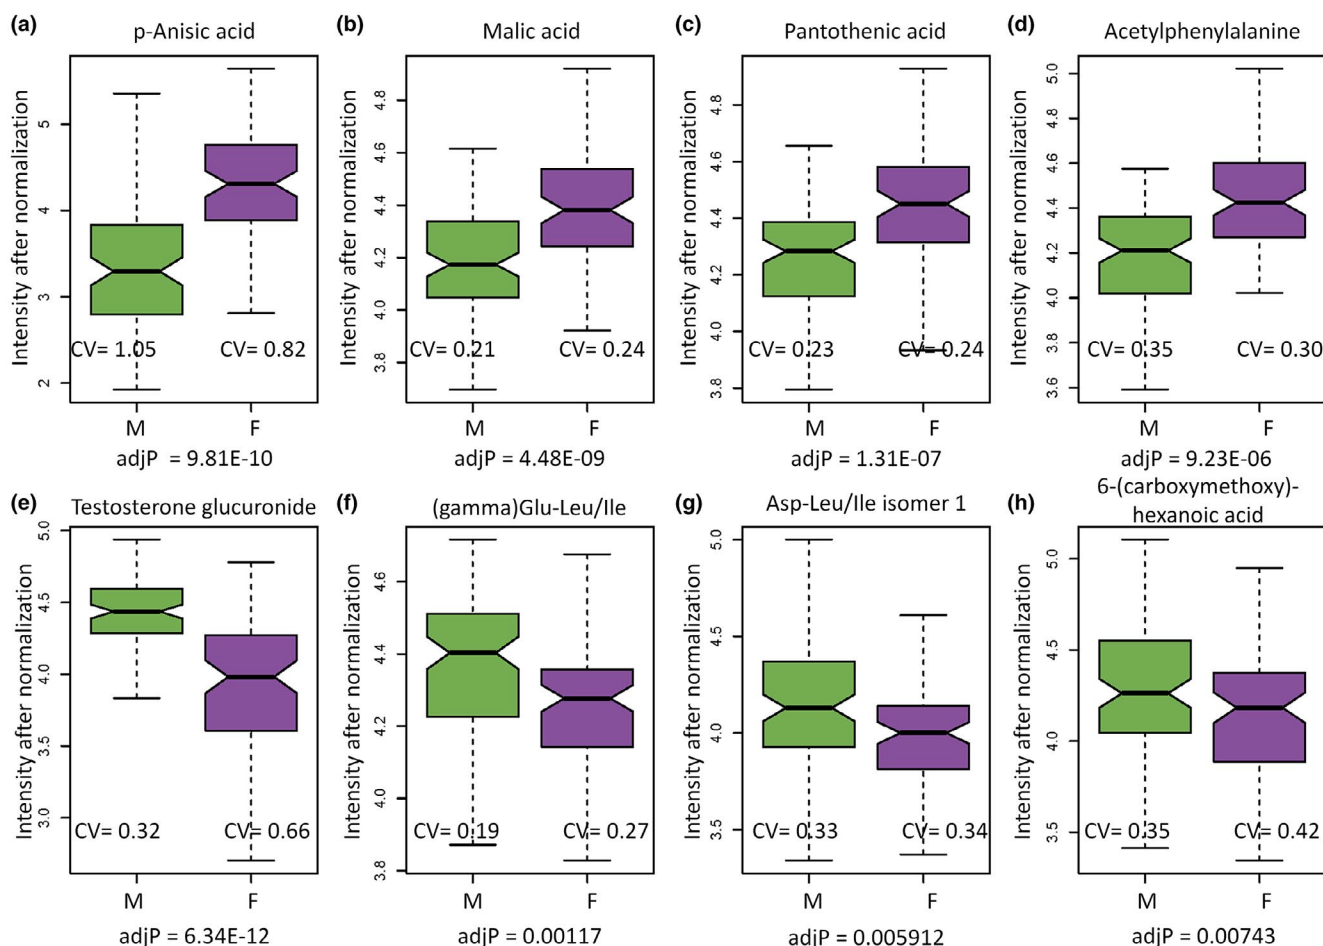 (a) p-Anisic acid
Intensity after normalization
5
4
3
2
CV= 1.05 CV= 0.82
M F
adjP = 9.81E-10
(b) Malic acid
Intensity after normalization
4.8
4.6
4.4
4.2
4.0
3.8
CV= 0.21 CV= 0.24
M F
adjP = 4.48E-09
(c) Pantothenic acid
Intensity after normalization
4.8
4.6
4.4
4.2
4.0
3.8
CV= 0.23 CV= 0.24
M F
adjP = 1.31E-07
(d) Acetylphenylalanine
Intensity after normalization
5.0
4.8
4.6
4.4
4.2
4.0
3.8
3.6
CV= 0.35 CV= 0.30
M F
adjP = 9.23E-06
(e) Testosterone glucuronide
Intensity after normalization
5.0
4.5
4.0
3.5
3.0
CV= 0.32 CV= 0.66
M F
adjP = 6.34E-12
(f) (gamma)Glu-Leu/Ile
Intensity after normalization
4.6
4.4
4.2
4.0
3.8
CV= 0.19 CV= 0.27
M F
adjP = 0.00117
(g) Asp-Leu/Ile isomer 1
Intensity after normalization
5.0
4.5
4.0
3.5
CV= 0.33 CV= 0.34
M F
adjP = 0.005912
(h) 6-(carboxymethoxy)-
hexanoic acid
Intensity after normalization
5.0
4.5
4.0
3.5
CV= 0.35 CV= 0.42
M F
adjP = 0.00743